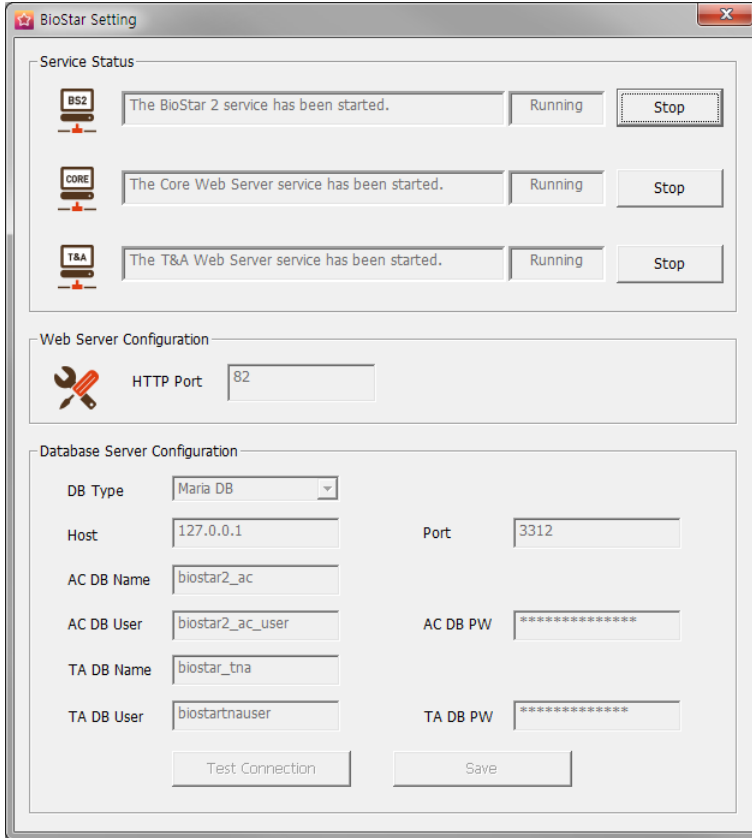 BioStar Setting
Service Status
BS2 The BioStar 2 service has been started. Running Stop
CORE The Core Web Server service has been started. Running Stop
T&A The T&A Web Server service has been started. Running Stop
Web Server Configuration
HTTP Port 82
Database Server Configuration
DB Type Maria DB
Host 127.0.0.1 Port 3312
AC DB Name biostar2_ac
AC DB User biostar2_ac_user AC DB PW **************
TA DB Name biostar_tna
TA DB User biostartnauser TA DB PW *************
Test Connection Save